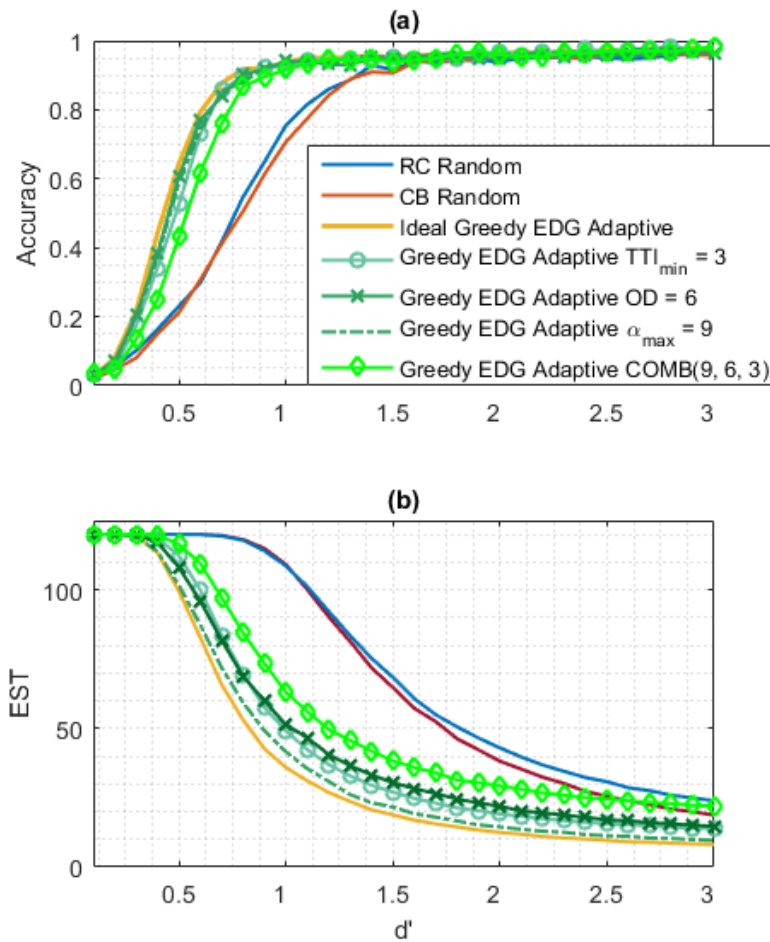 (a)
1
0.8
0.6
0.4
0.2
0
Accuracy
RC Random
CB Random
Ideal Greedy EDG Adaptive
Greedy EDG Adaptive TTI_min = 3
Greedy EDG Adaptive OD = 6
Greedy EDG Adaptive α_max = 9
Greedy EDG Adaptive COMB(9, 6, 3)
0.5 1 1.5 2 2.5 3
(b)
100
50
0
EST
0.5 1 1.5 2 2.5 3
d'